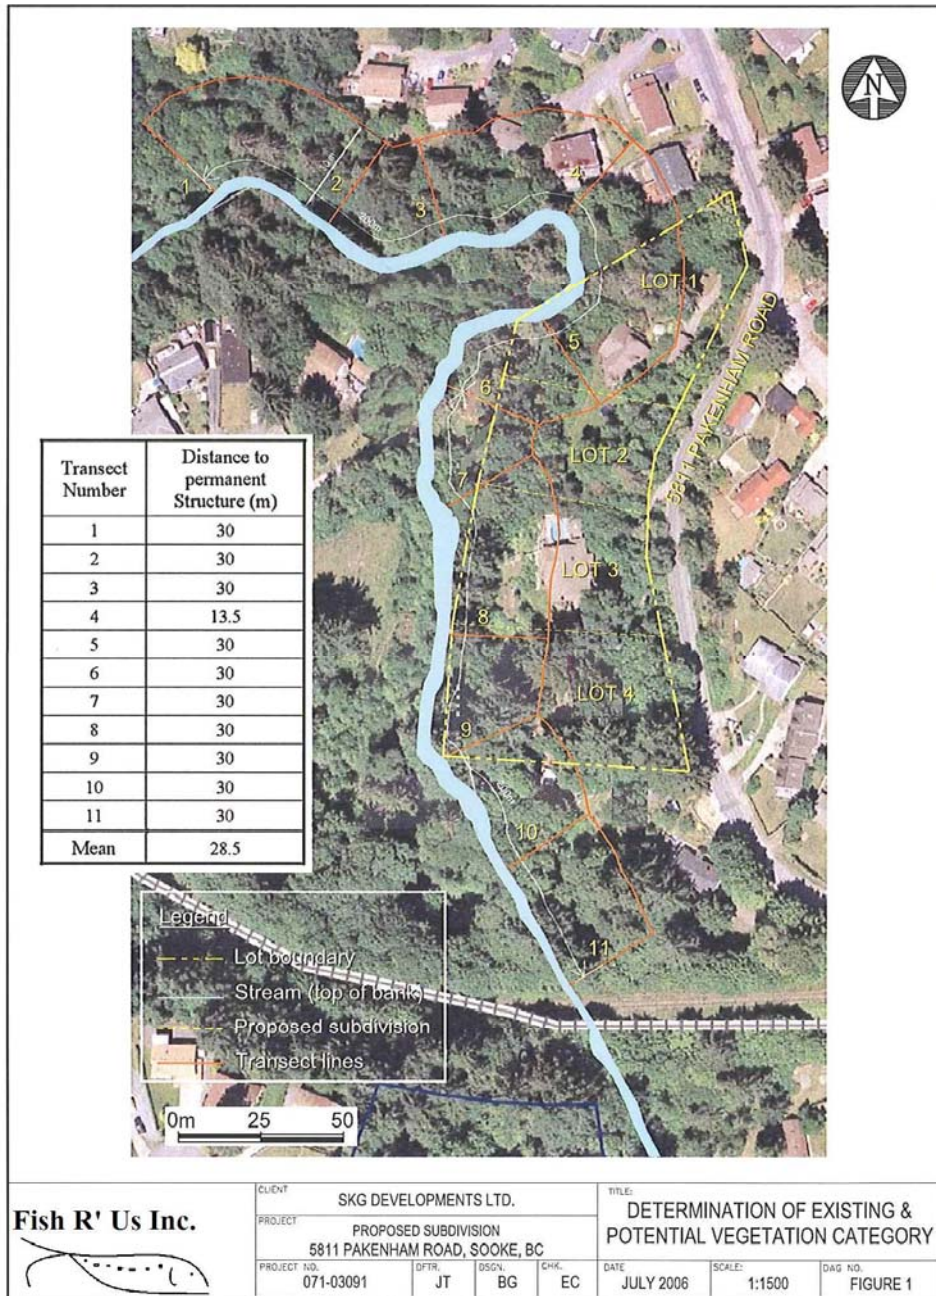 N
1
2
3
4
200m
LOT 1
5
6
LOT 2
7
5811 PAKENHAM ROAD
LOT 3
8
LOT 4
9
200m
10
11
Transect Number
Distance to permanent Structure (m)
1 30
2 30
3 30
4 13.5
5 30
6 30
7 30
8 30
9 30
10 30
11 30
Mean 28.5
Legend
Lot boundary
Stream (top of bank)
Proposed subdivision
Transect lines
0m 25 50
Fish R' Us Inc.
CLIENT
SKG DEVELOPMENTS LTD.
PROJECT
PROPOSED SUBDIVISION
5811 PAKENHAM ROAD, SOOKE, BC
PROJECT NO.
071-03091
DFTR.
JT
DSGN.
BG
CHK.
EC
TITLE:
DETERMINATION OF EXISTING &
POTENTIAL VEGETATION CATEGORY
DATE
JULY 2006
SCALE:
1:1500
DAG NO.
FIGURE 1